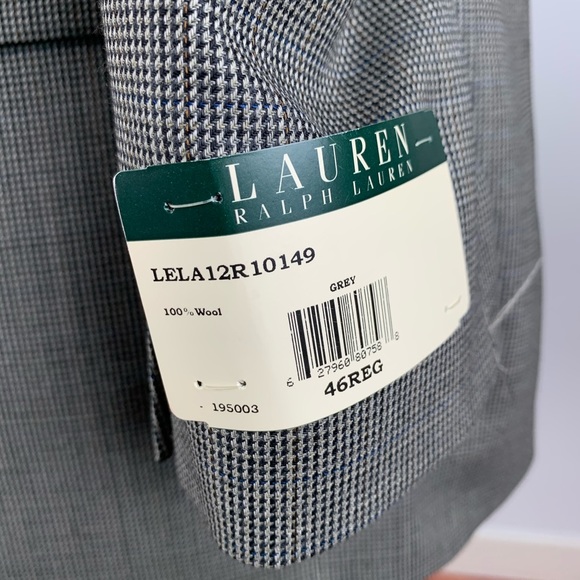 LAUREN
RALPH LAUREN
LELA12R10149
GREY
100% Wool
6 27960 80758 8
46REG
- 195003